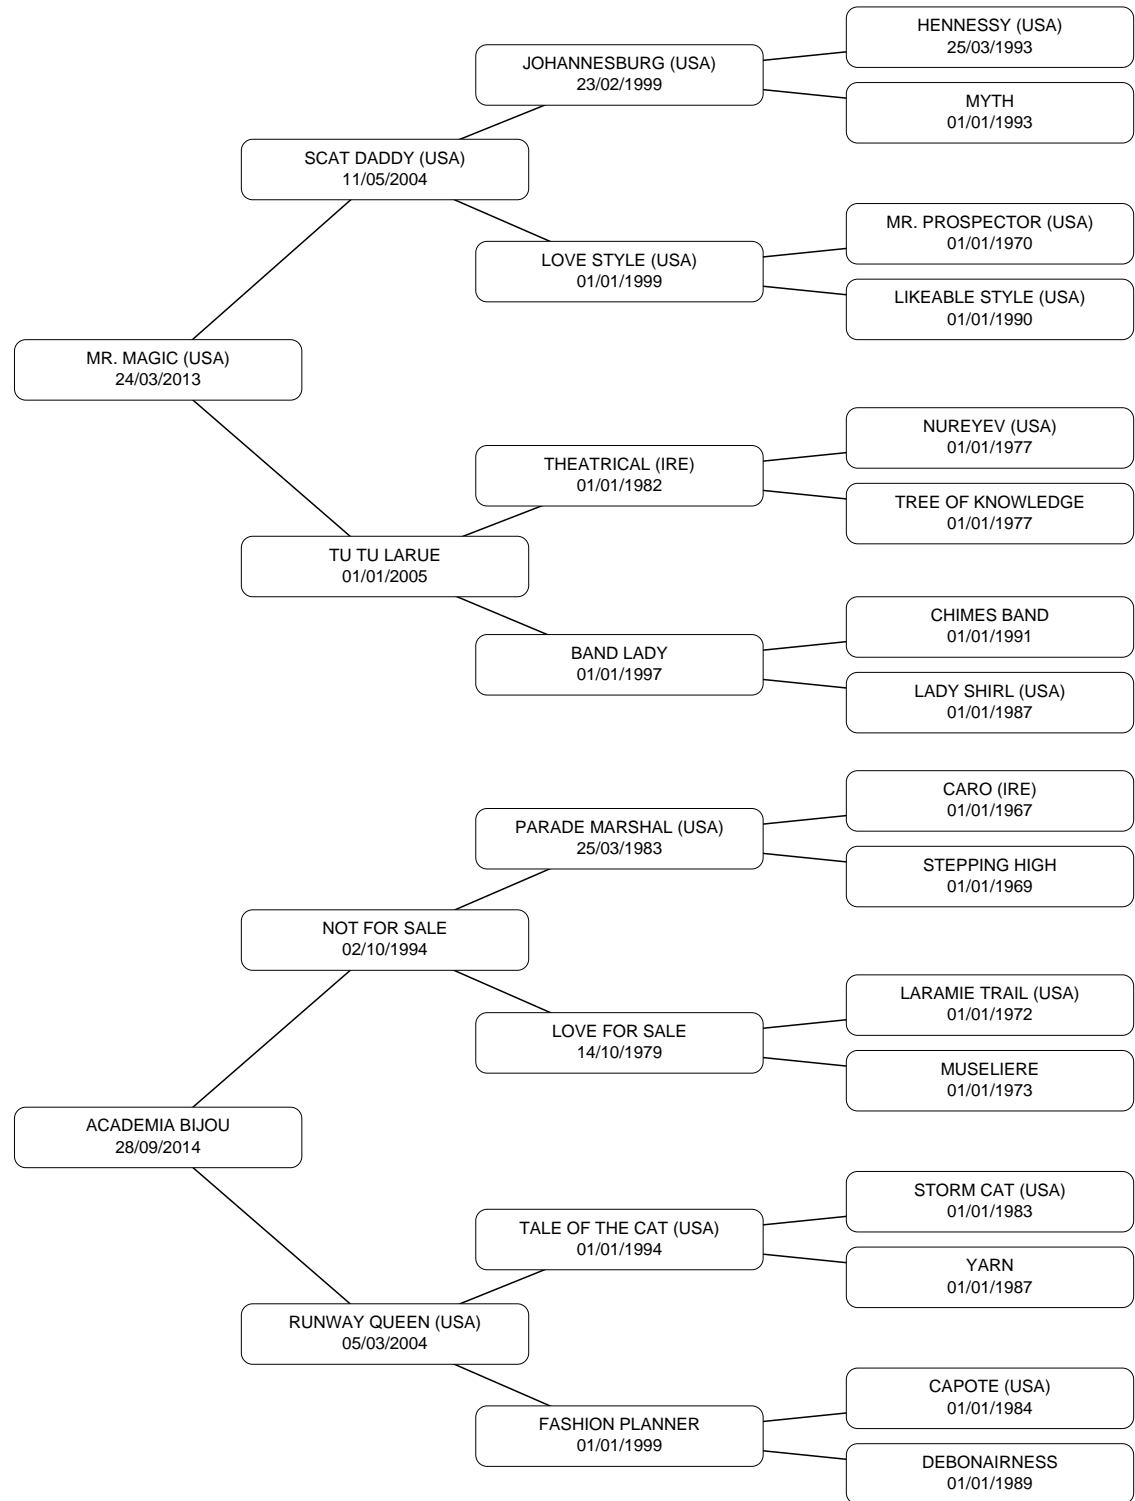 HENNESSY (USA)
25/03/1993
JOHANNESBURG (USA)
23/02/1999
MYTH
01/01/1993
SCAT DADDY (USA)
11/05/2004
MR. PROSPECTOR (USA)
01/01/1970
LOVE STYLE (USA)
01/01/1999
LIKEABLE STYLE (USA)
01/01/1990
MR. MAGIC (USA)
24/03/2013
NUREYEV (USA)
01/01/1977
THEATRICAL (IRE)
01/01/1982
TREE OF KNOWLEDGE
01/01/1977
TU TU LARUE
01/01/2005
CHIMES BAND
01/01/1991
BAND LADY
01/01/1997
LADY SHIRL (USA)
01/01/1987
CARO (IRE)
01/01/1967
PARADE MARSHAL (USA)
25/03/1983
STEPPING HIGH
01/01/1969
NOT FOR SALE
02/10/1994
LARAMIE TRAIL (USA)
01/01/1972
LOVE FOR SALE
14/10/1979
MUSELIERE
01/01/1973
ACADEMIA BIJOU
28/09/2014
STORM CAT (USA)
01/01/1983
TALE OF THE CAT (USA)
01/01/1994
YARN
01/01/1987
RUNWAY QUEEN (USA)
05/03/2004
CAPOTE (USA)
01/01/1984
FASHION PLANNER
01/01/1999
DEBONAIRNESS
01/01/1989